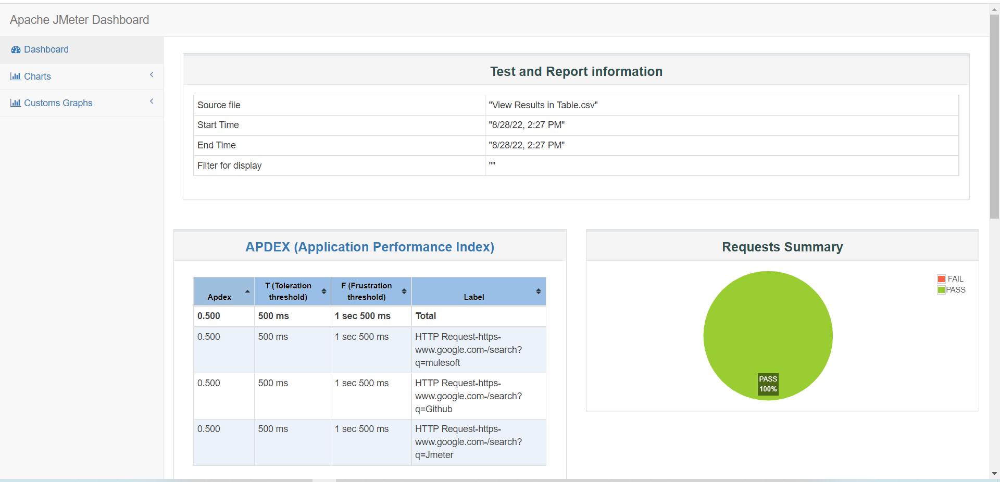 Apache JMeter Dashboard
Dashboard
Charts
Customs Graphs
Test and Report information
Source file "View Results in Table.csv"
Start Time "8/28/22, 2:27 PM"
End Time "8/28/22, 2:27 PM"
Filter for display ""
APDEX (Application Performance Index)
Apdex T (Toleration threshold) F (Frustration threshold) Label
0.500 500 ms 1 sec 500 ms Total
0.500 500 ms 1 sec 500 ms HTTP Request-https-
www.google.com-/search?
q=mulesoft
0.500 500 ms 1 sec 500 ms HTTP Request-https-
www.google.com-/search?
q=Github
0.500 500 ms 1 sec 500 ms HTTP Request-https-
www.google.com-/search?
q=Jmeter
Requests Summary
FAIL
PASS
PASS
100%